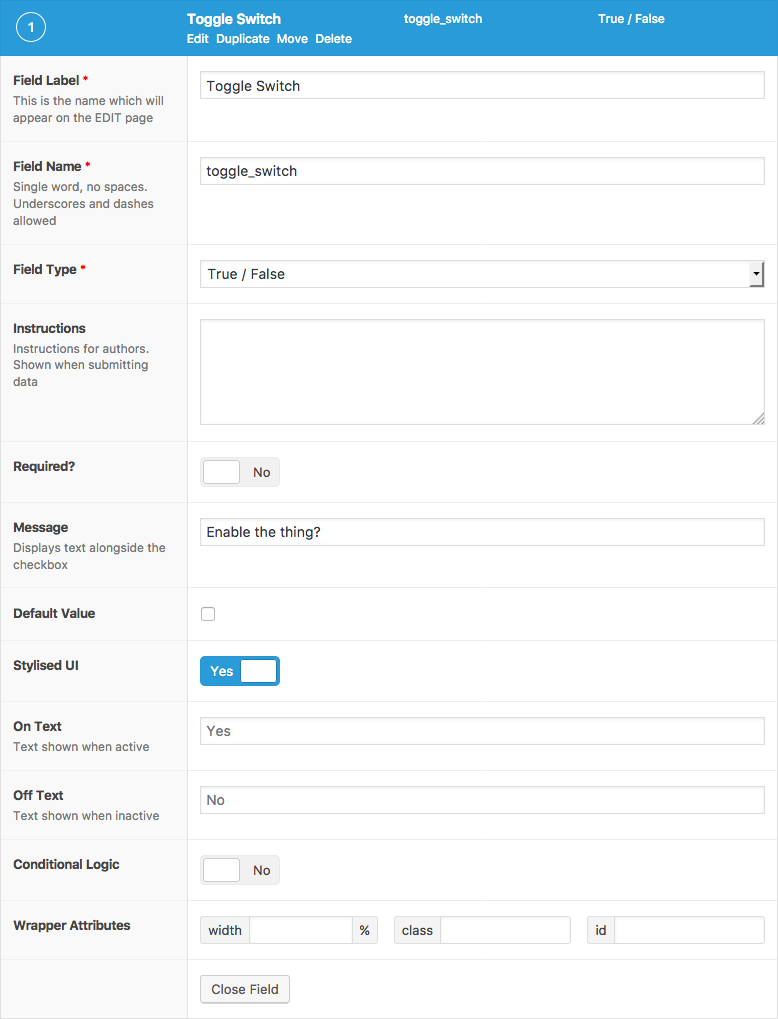 1
Toggle Switch toggle_switch True / False
Edit Duplicate Move Delete
Field Label *
This is the name which will
appear on the EDIT page
Toggle Switch
Field Name *
Single word, no spaces.
Underscores and dashes
allowed
toggle_switch
Field Type *
True / False
Instructions
Instructions for authors.
Shown when submitting
data
Required?
No
Message
Displays text alongside the
checkbox
Enable the thing?
Default Value
Stylised UI
Yes
On Text
Text shown when active
Yes
Off Text
Text shown when inactive
No
Conditional Logic
No
Wrapper Attributes
width % class id
Close Field